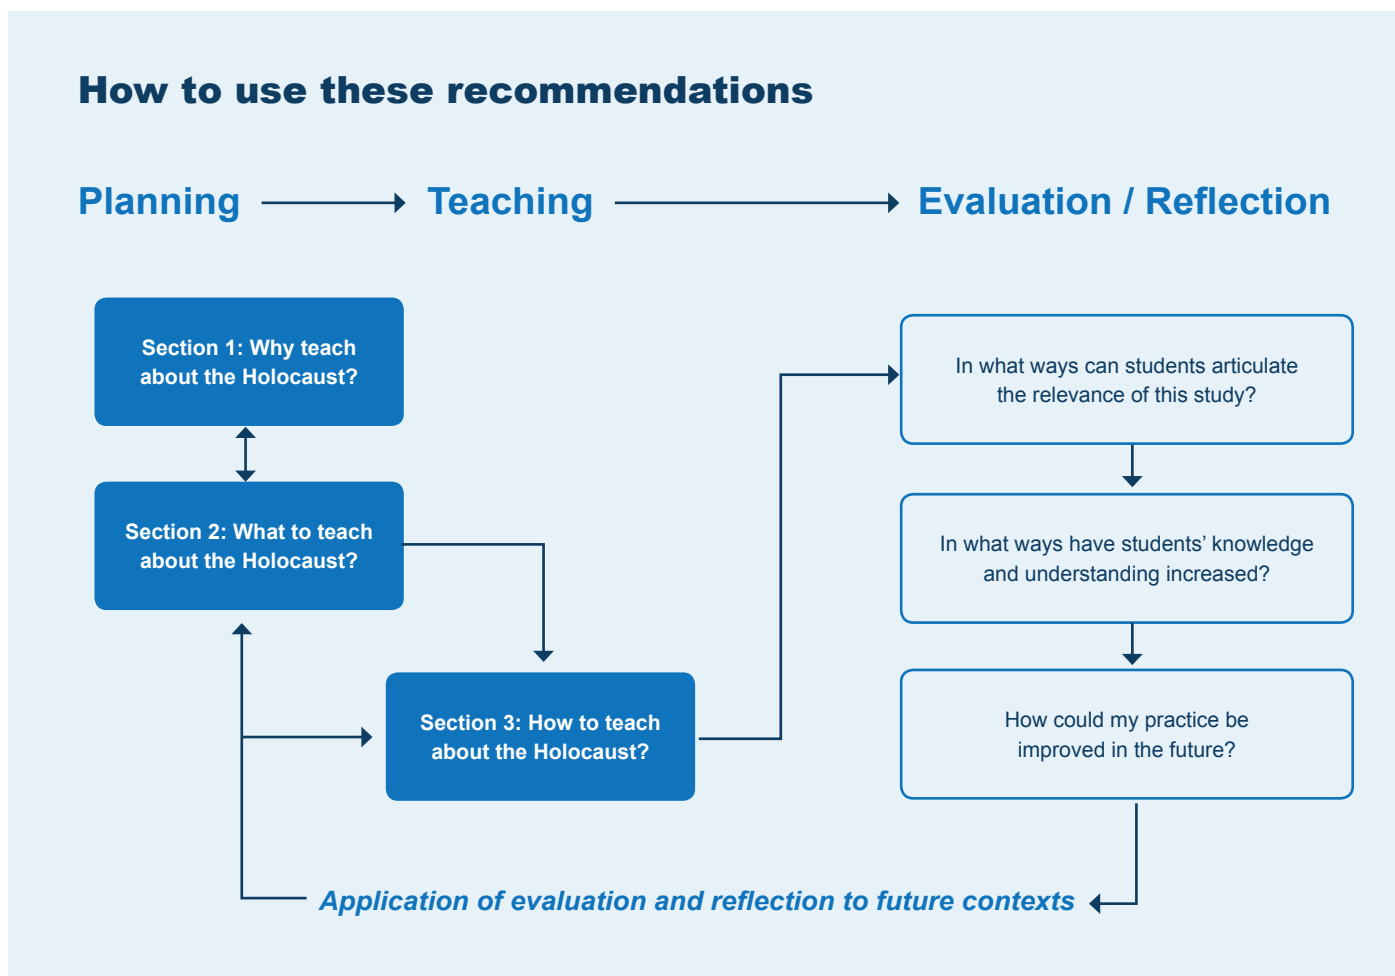 How to use these recommendations
Planning
Teaching
Evaluation / Reflection
Section 1: Why teach
about the Holocaust?
Section 2: What to teach
about the Holocaust?
Section 3: How to teach
about the Holocaust?
In what ways can students articulate
the relevance of this study?
In what ways have students’ knowledge
and understanding increased?
How could my practice be
improved in the future?
Application of evaluation and reflection to future contexts